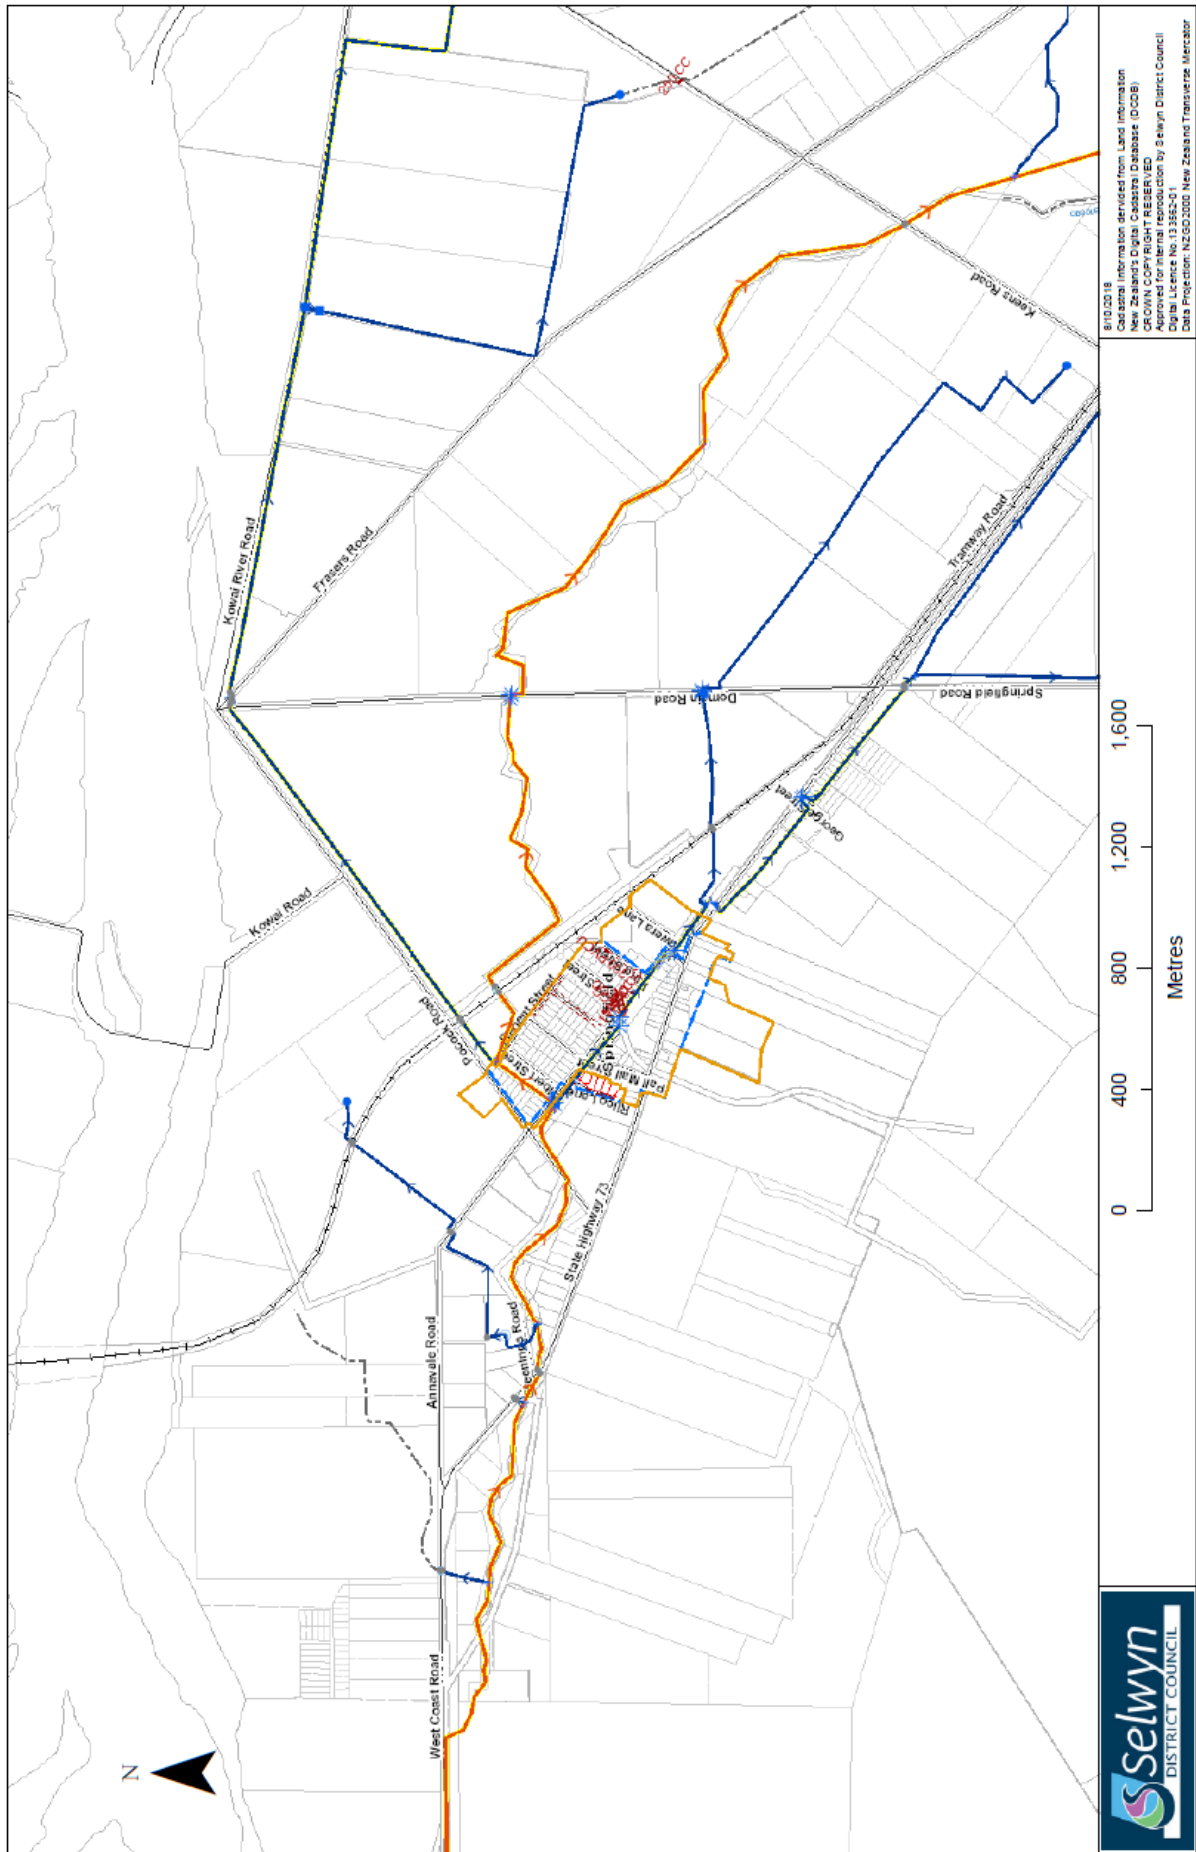 N
West Coast Road
Annavale Road
State Highway 73
Pocock Road
Kowai Road
Kowai River Road
Frasers Road
Domain Road
Springfield Road
Tramway Road
Keens Road
George Street
Pall Mall Street
Rico Lane
Street
0
400
800
1,200
1,600
Metres
Selwyn
DISTRICT COUNCIL
8/10/2018
Cadastral Information derived from Land Information
New Zealand's Digital Cadastral Database (DCDB)
CROWN COPYRIGHT RESERVED
Approved for internal reproduction by Selwyn District Council
Digital Licence No.133562-01
Data Projection: NZGD2000 New Zealand Transverse Mercator